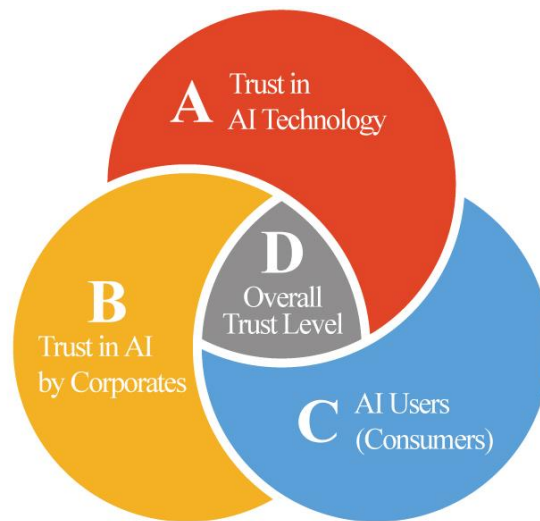 A
Trust in
AI Technology
B
Trust in AI
by Corporates
D
Overall
Trust Level
C
AI Users
(Consumers)